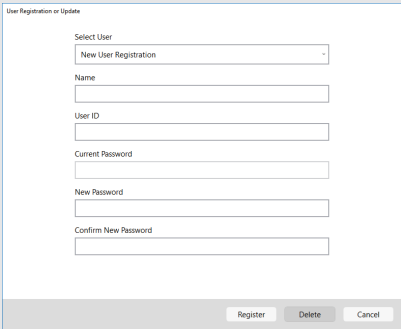 User Registration or Update
Select User
New User Registration
Name
User ID
Current Password
New Password
Confirm New Password
Register Delete Cancel